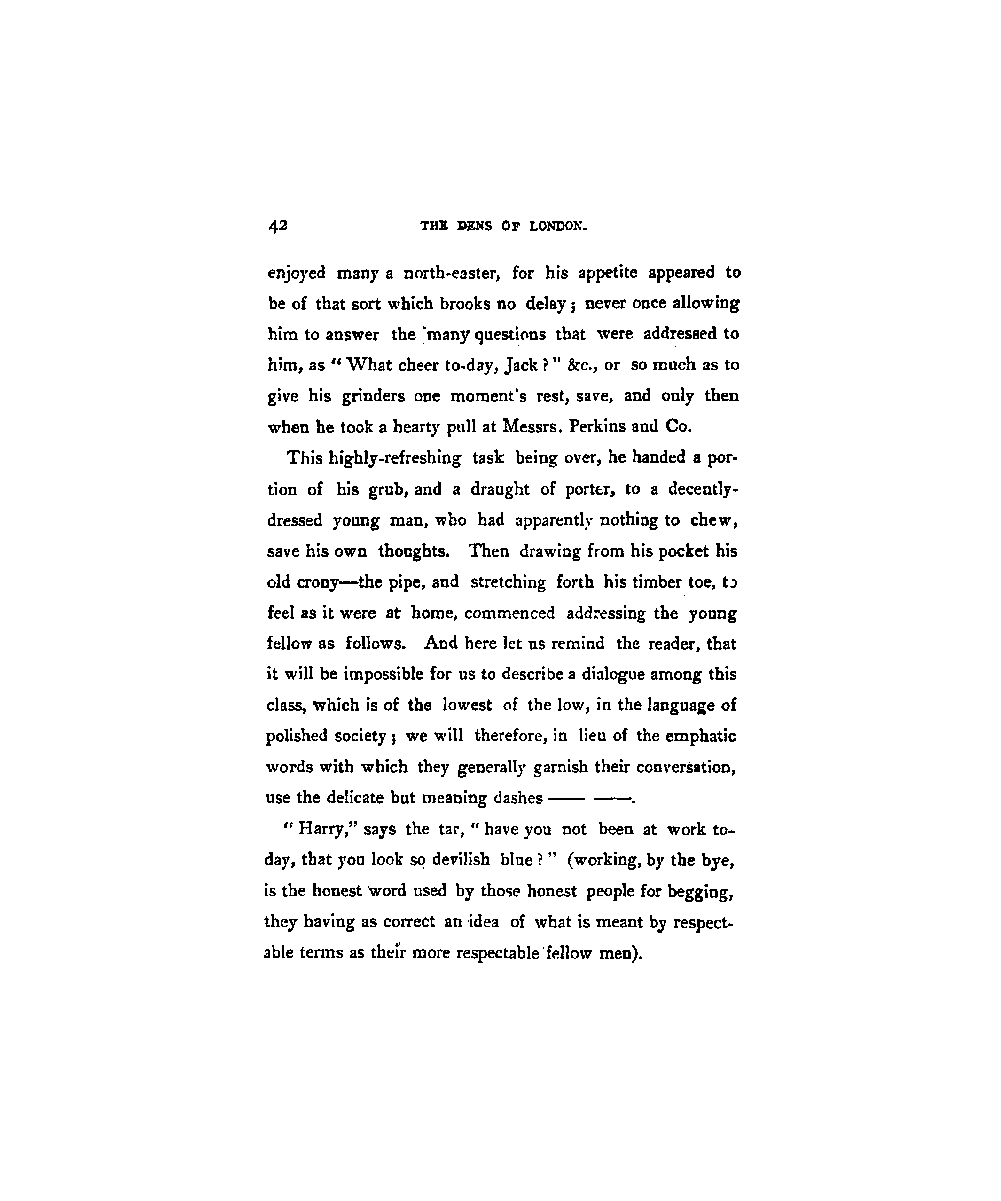 42 THE DENS OF LONDON.
enjoyed many a north-easter, for his appetite appeared to
be of that sort which brooks no delay; never once allowing
him to answer the many questions that were addressed to
him, as “ What cheer to-day, Jack ? ” &c., or so much as to
give his grinders one moment's rest, save, and only then
when he took a hearty pull at Messrs. Perkins and Co.
This highly-refreshing task being over, he handed a por-
tion of his grub, and a draught of porter, to a decently-
dressed young man, who had apparently nothing to chew,
save his own thoughts. Then drawing from his pocket his
old crony—the pipe, and stretching forth his timber toe, to
feel as it were at home, commenced addressing the young
fellow as follows. And here let us remind the reader, that
it will be impossible for us to describe a dialogue among this
class, which is of the lowest of the low, in the language of
polished society; we will therefore, in lieu of the emphatic
words with which they generally garnish their conversation,
use the delicate but meaning dashes —— ——.
“ Harry,” says the tar, “ have you not been at work to-
day, that you look so devilish blue ? ” (working, by the bye,
is the honest word used by those honest people for begging,
they having as correct an idea of what is meant by respect-
able terms as their more respectable fellow men).